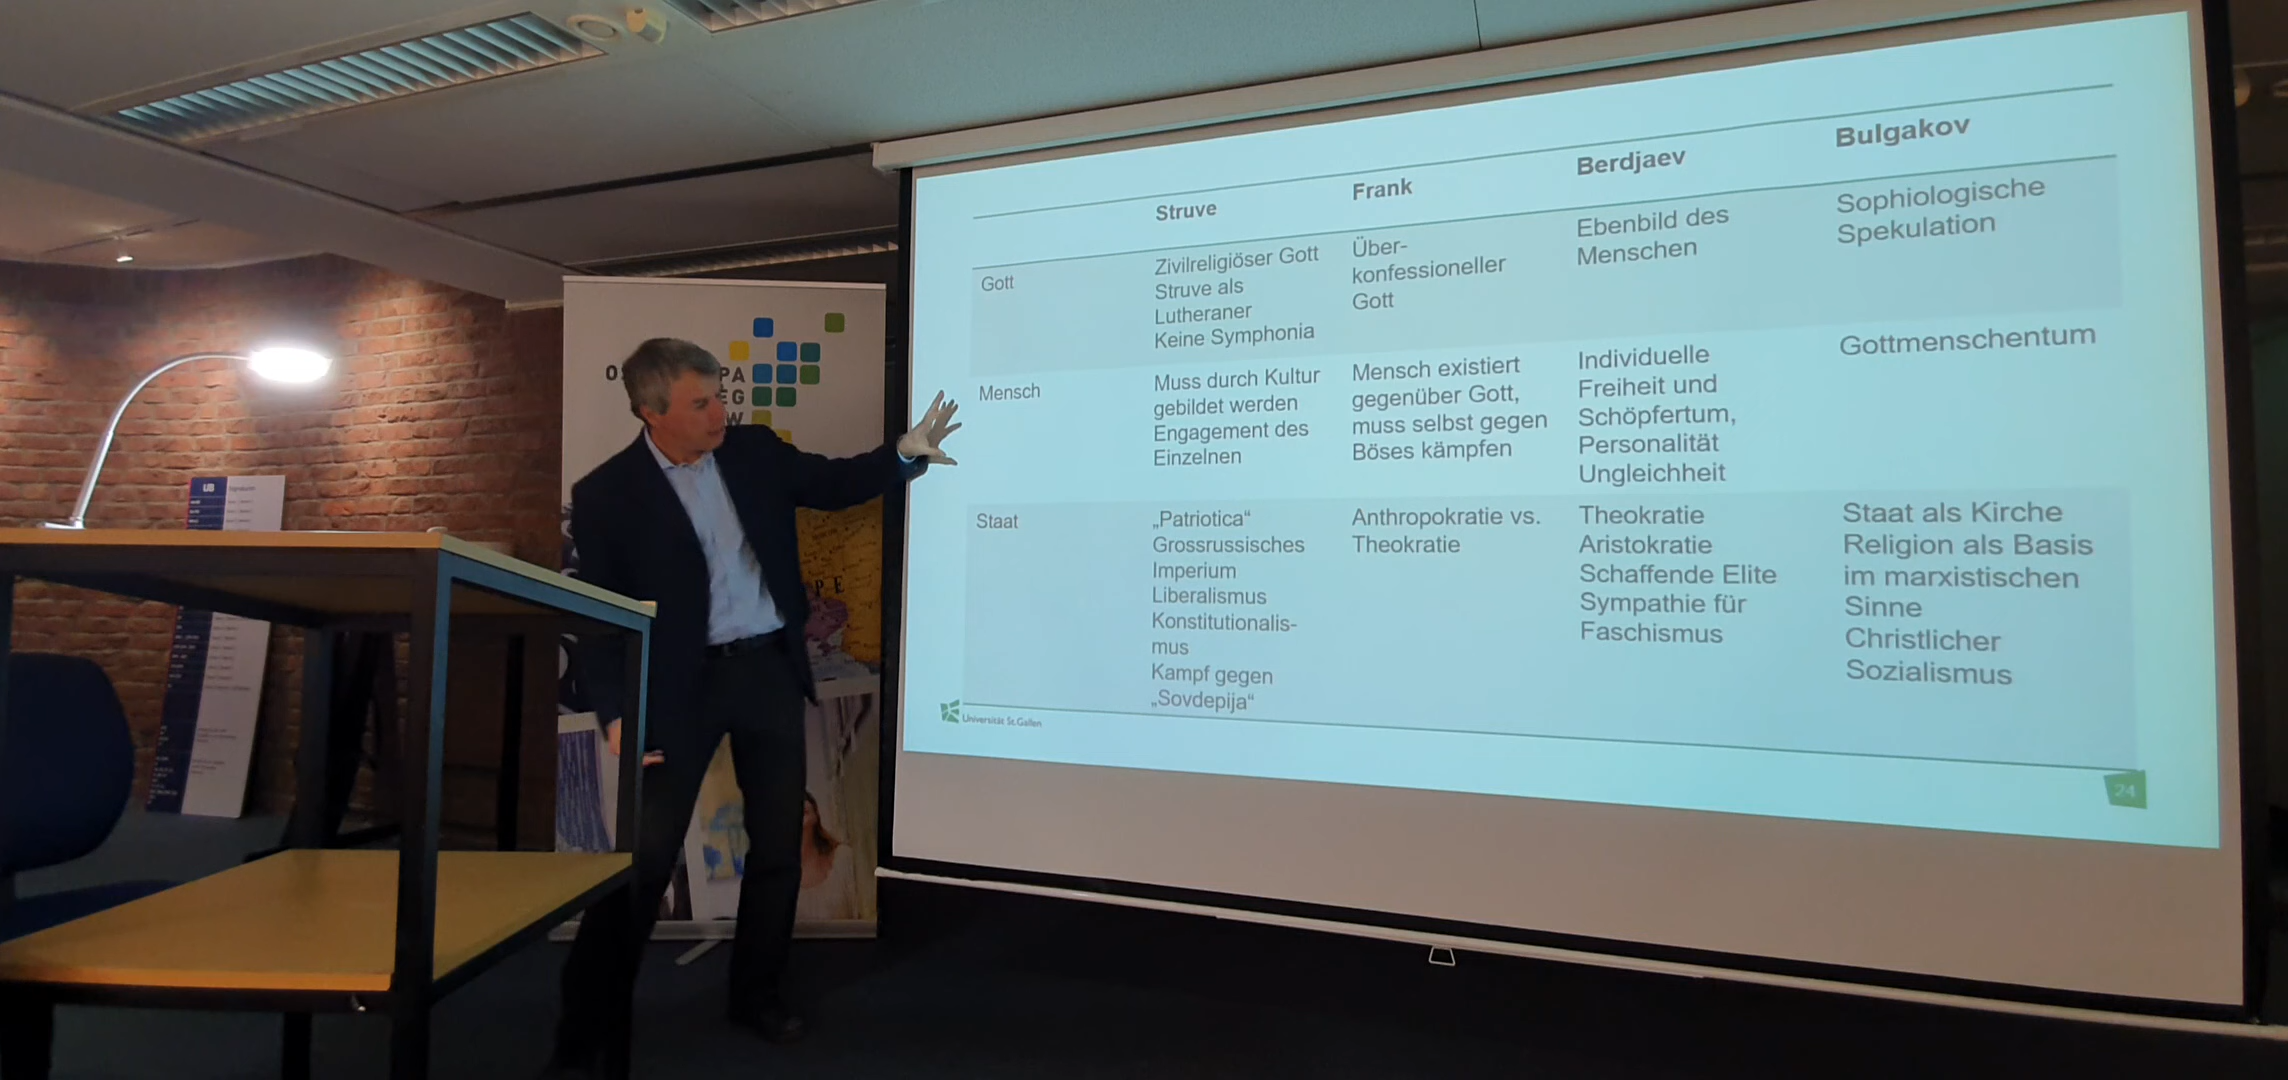 Struve
Frank
Berdjaev
Bulgakov
Gott
Zivilreligiöser Gott
Struve als
Lutheraner
Keine Symphonia
Über-
konfessioneller
Gott
Ebenbild des
Menschen
Sophiologische
Spekulation
Mensch
Muss durch Kultur
gebildet werden
Engagement des
Einzelnen
Mensch existiert
gegenüber Gott,
muss selbst gegen
Böses kämpfen
Individuelle
Freiheit und
Schöpfertum,
Personalität
Ungleichheit
Gottmenschentum
Staat
„Patriotica“
Grossrussisches
Imperium
Liberalismus
Konstitutionalis-
mus
Kampf gegen
„Sovdepija“
Anthropokratie vs.
Theokratie
Theokratie
Aristokratie
Schaffende Elite
Sympathie für
Faschismus
Staat als Kirche
Religion als Basis
im marxistischen
Sinne
Christlicher
Sozialismus
Universität St.Gallen
24
UB